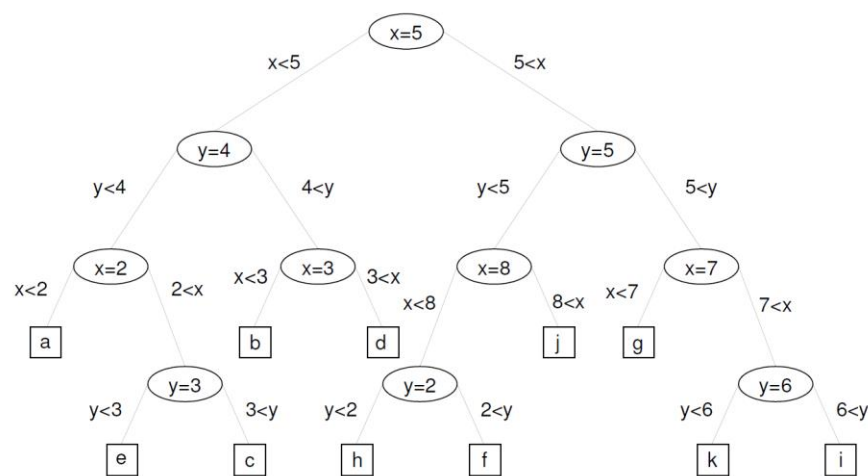 x=5
x<5 5<x
y=4 y=5
y<4 4<y y<5 5<y
x=2 x=3 x=8 x=7
x<2 2<x x<3 3<x x<8 8<x x<7 7<x
a b d j g
y=3 y=2 y=6
y<3 3<y y<2 2<y y<6 6<y
e c h f k i